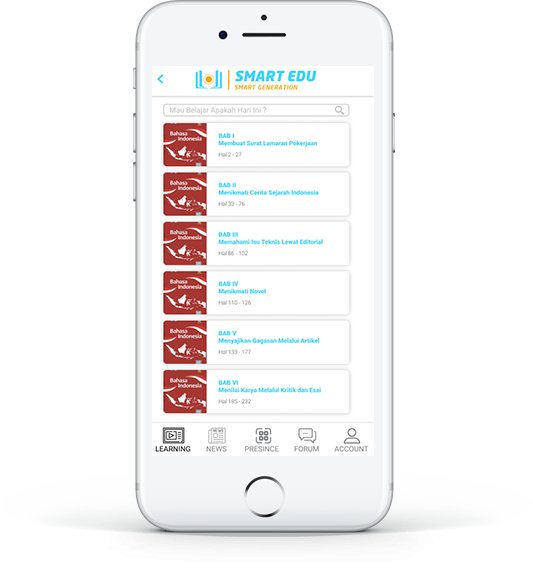 SMART EDU
SMART GENERATION
Mau Belajar Apakah Hari Ini ?
Bahasa
Indonesia
BAB I
Membuat Surat Lamaran Pekerjaan
Hal 2 - 27
Bahasa
Indonesia
BAB II
Menikmati Cerita Sejarah Indonesia
Hal 33 - 76
Bahasa
Indonesia
BAB III
Memahami Isu Teknis Lewat Editorial
Hal 86 - 102
Bahasa
Indonesia
BAB IV
Menikmati Novel
Hal 110 - 126
Bahasa
Indonesia
BAB V
Menyajikan Gagasan Melalui Artikel
Hal 133 - 177
Bahasa
Indonesia
BAB VI
Menilai Karya Melalui Kritik dan Esai
Hal 185 - 232
LEARNING NEWS PRESINCE FORUM ACCOUNT